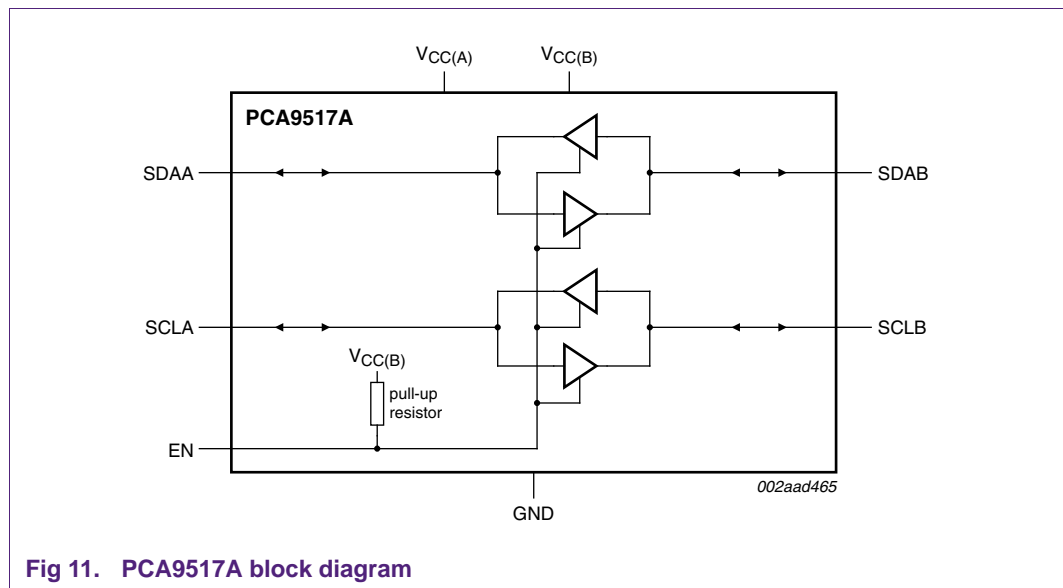 VCC(A)
VCC(B)
PCA9517A
SDAA
SDAB
SCLA
SCLB
VCC(B)
pull-up
resistor
EN
002aad465
GND
Fig 11. PCA9517A block diagram